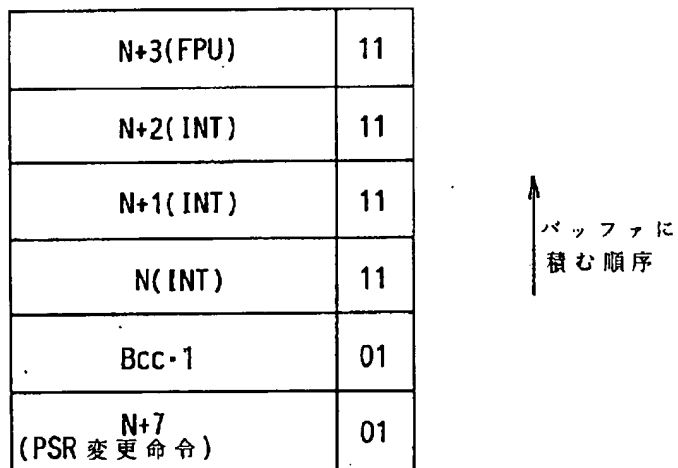 N+3(FPU) 11
N+2(INT) 11
N+1(INT) 11
N(INT) 11
Bcc・1 01
N+7
(PSR変更命令) 01
バッファに
積む順序